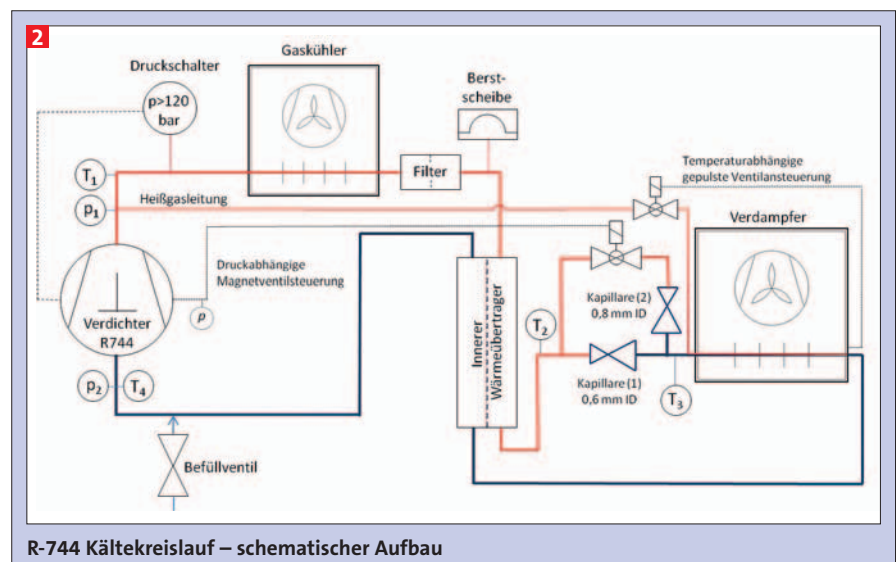 2
Gaskühler
Druckschalter
p>120
bar
Berst-
scheibe
T1
Filter
Temperaturabhängige
gepulste Ventilansteuerung
p1
Heißgasleitung
Verdampfer
Druckabhängige
Magnetventilsteuerung
p
Verdichter
R744
Innerer
Wärmeübertrager
Kapillare (2)
0,8 mm ID
T2
Kapillare (1)
0,6 mm ID
T3
p2
T4
Befüllventil
R-744 Kältekreislauf – schematischer Aufbau